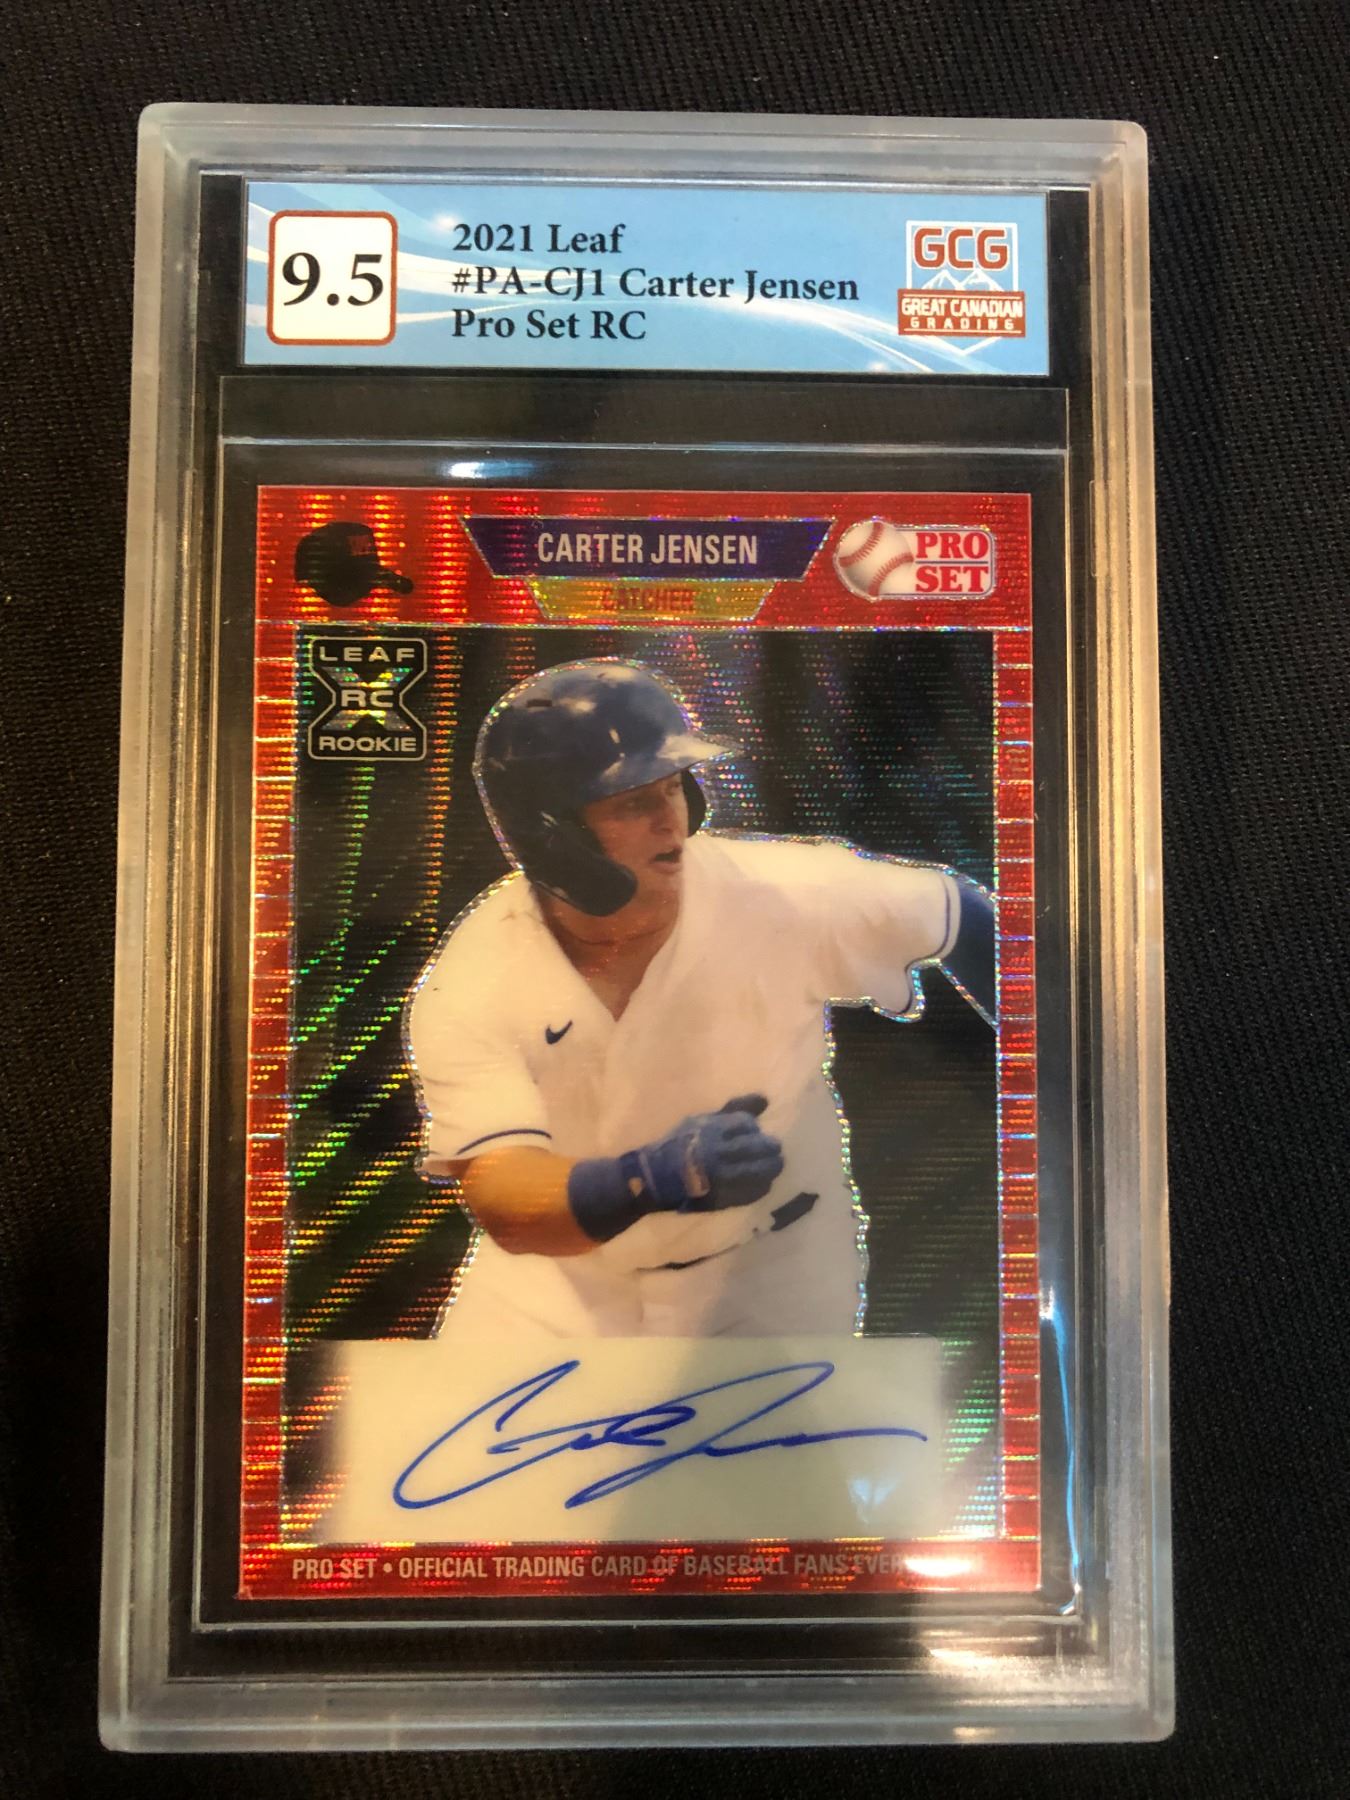 9.5
2021 Leaf
#PA-CJ1 Carter Jensen
Pro Set RC
GCG
GREAT CANADIAN
GRADING
CARTER JENSEN
CATCHER
PRO
SET
LEAF
RC
ROOKIE
PRO SET • OFFICIAL TRADING CARD OF BASEBALL FANS